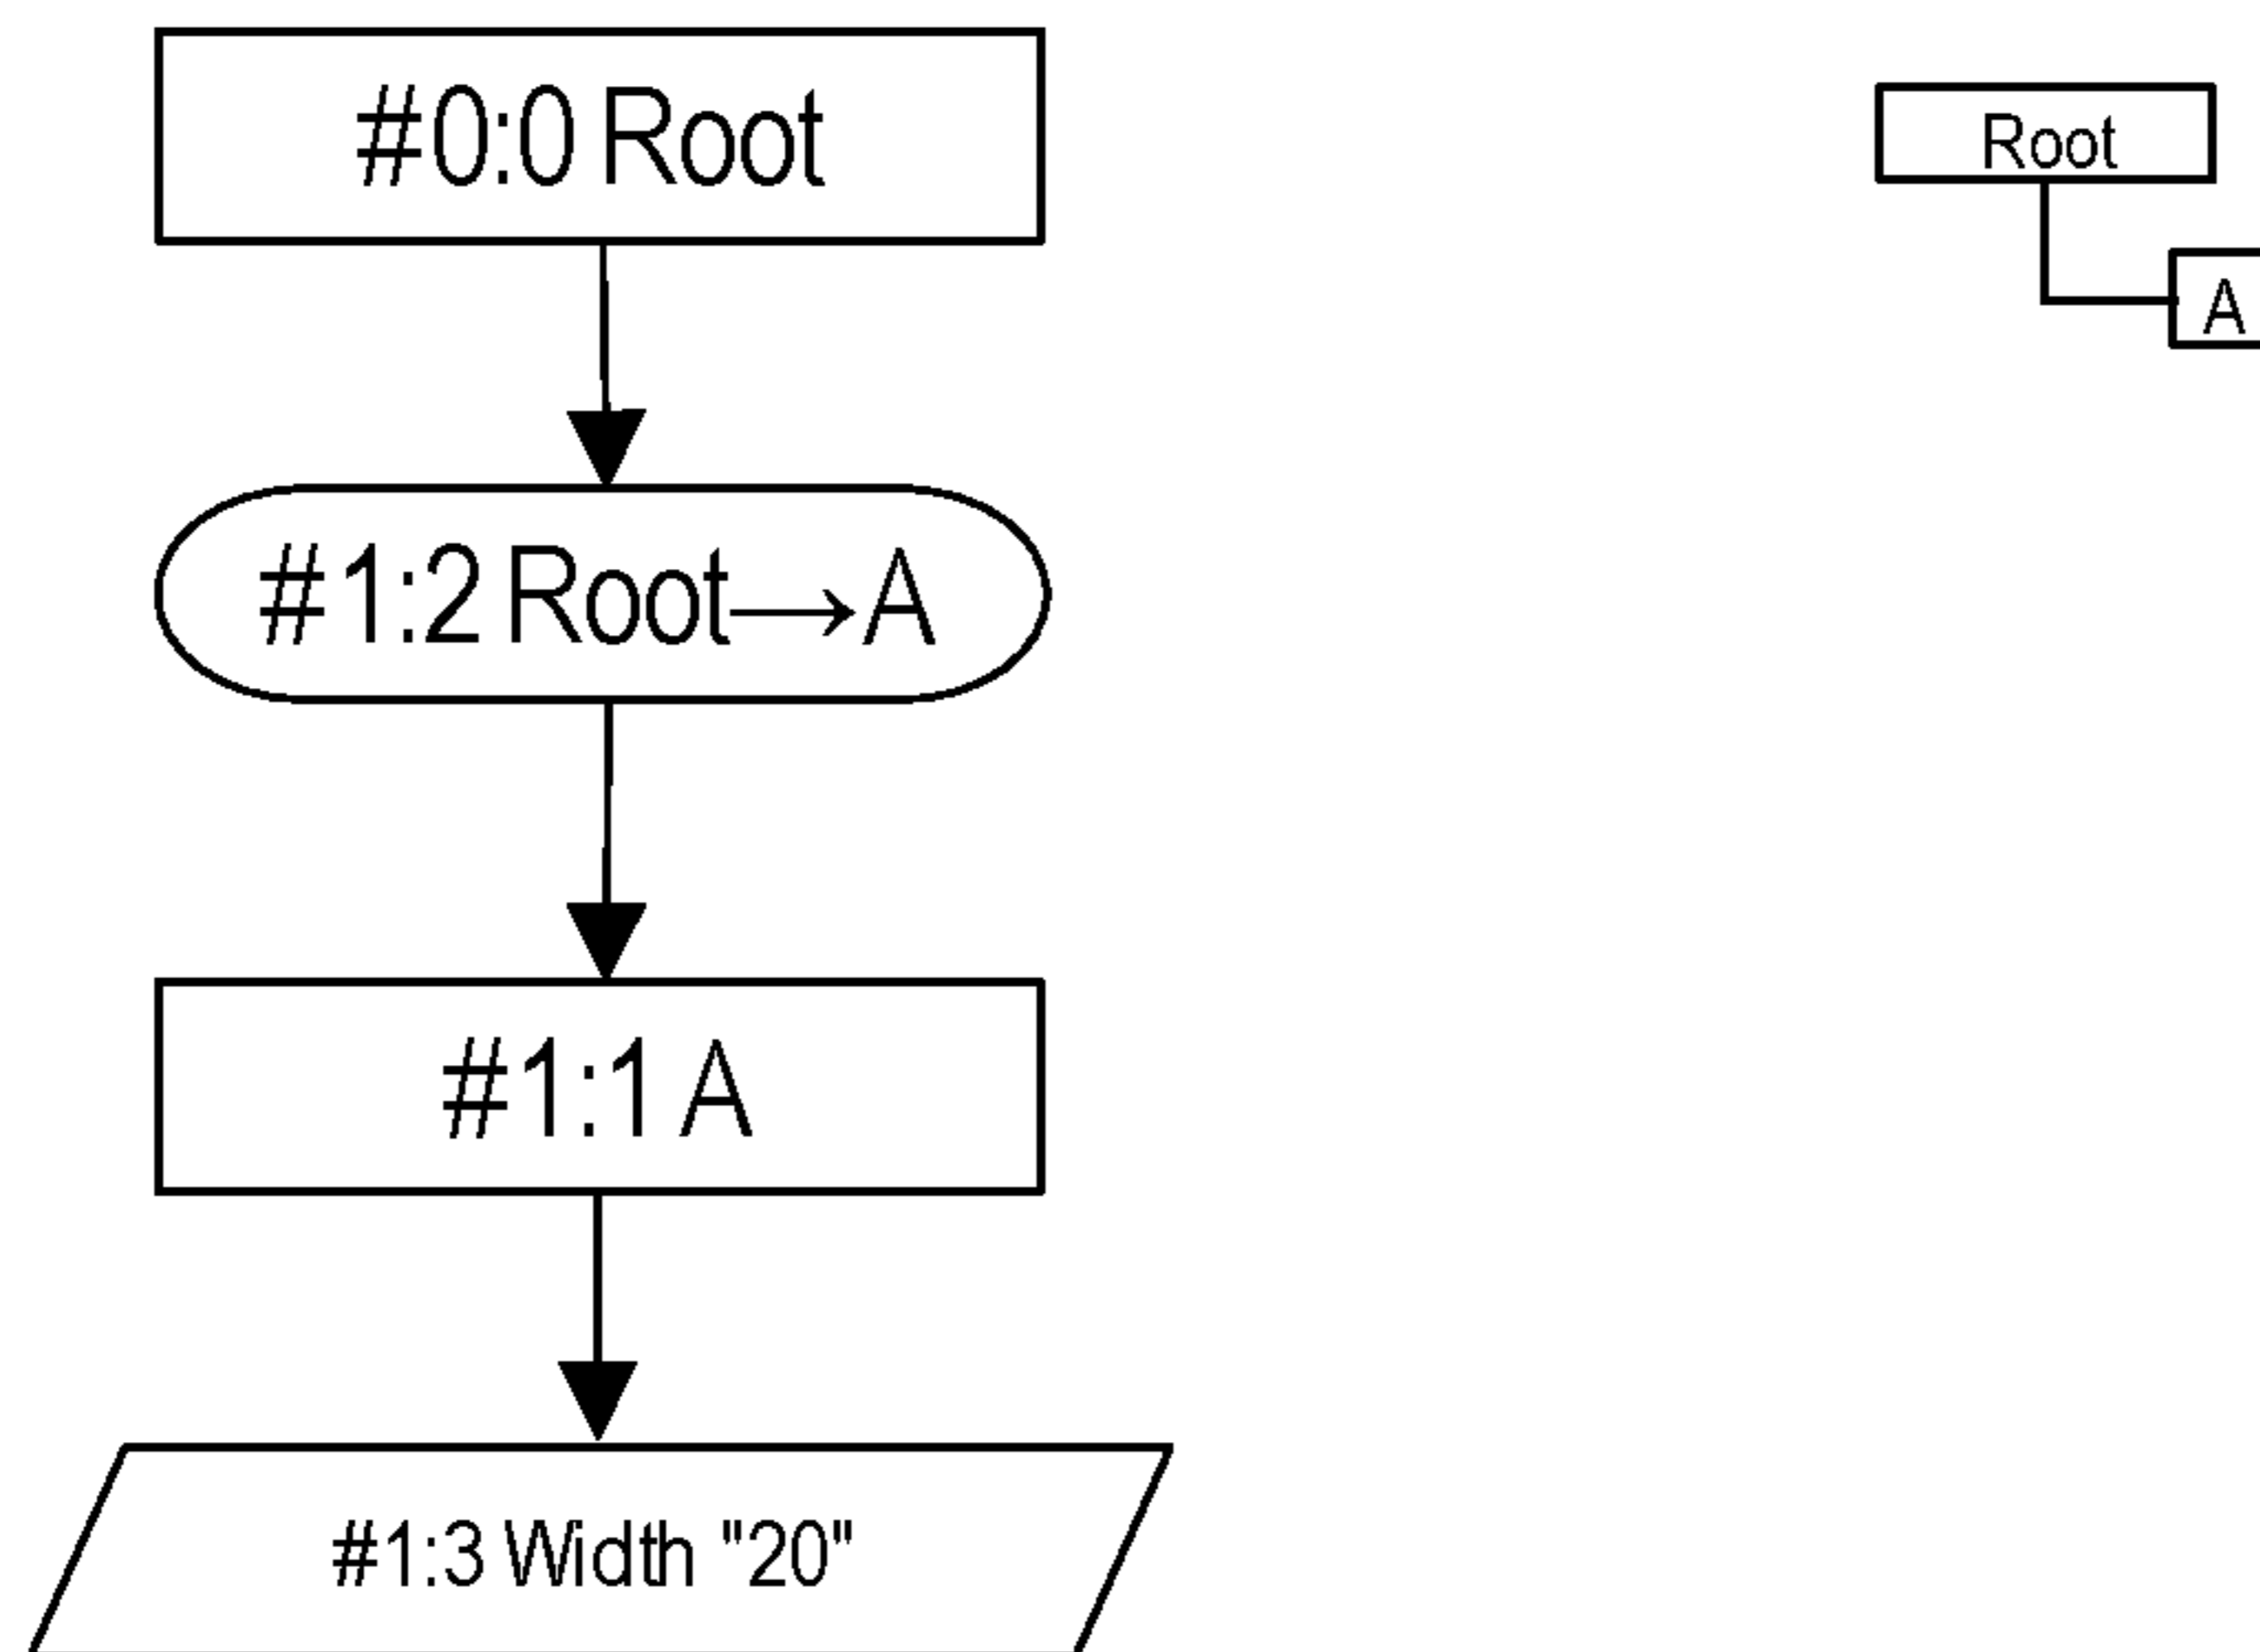 #0:0 Root
#1:2 Root→A
#1:1 A
#1:3 Width "20"
Root
A